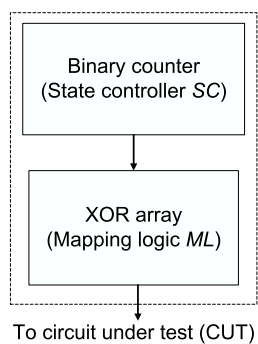 Binary counter
(State controller SC)
XOR array
(Mapping logic ML)
To circuit under test (CUT)